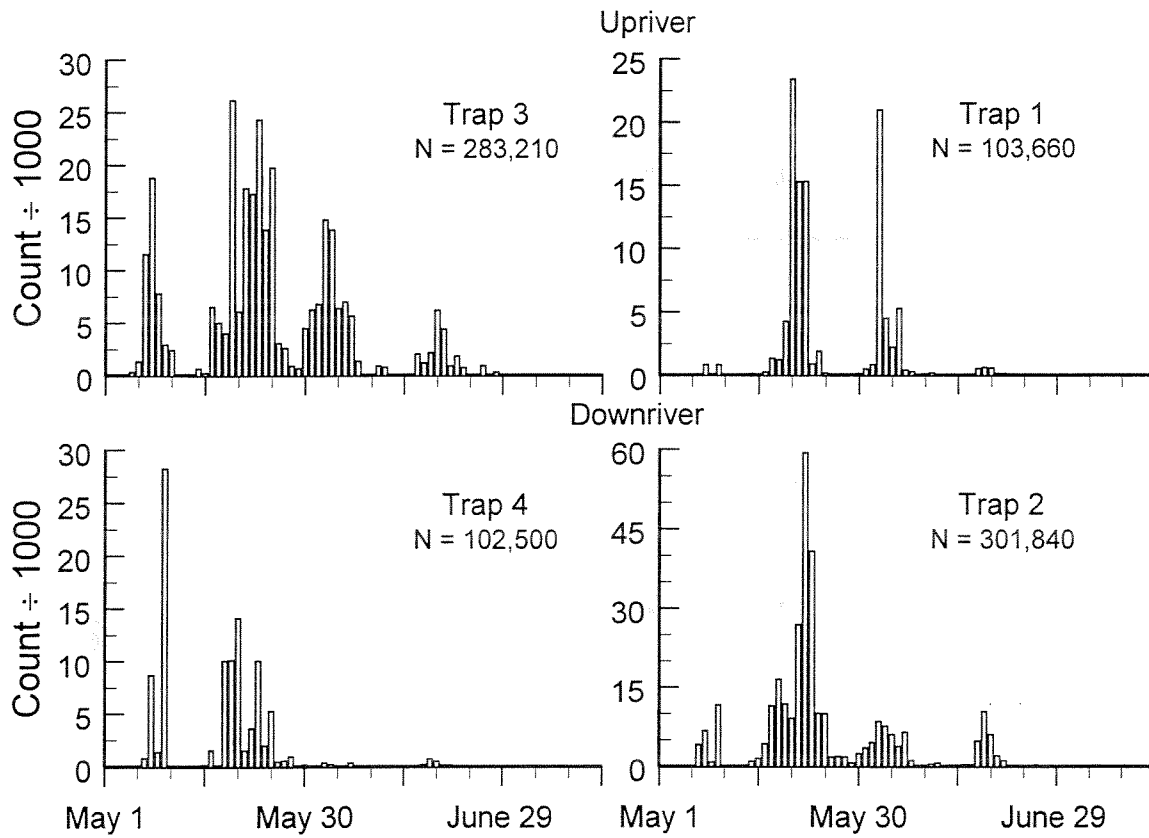 Upriver
Count ÷ 1000
30
25
20
15
10
5
0
Trap 3
N = 283,210
25
20
15
10
5
0
Trap 1
N = 103,660
Downriver
Count ÷ 1000
30
25
20
15
10
5
0
Trap 4
N = 102,500
60
45
30
15
0
Trap 2
N = 301,840
May 1 May 30 June 29
May 1 May 30 June 29